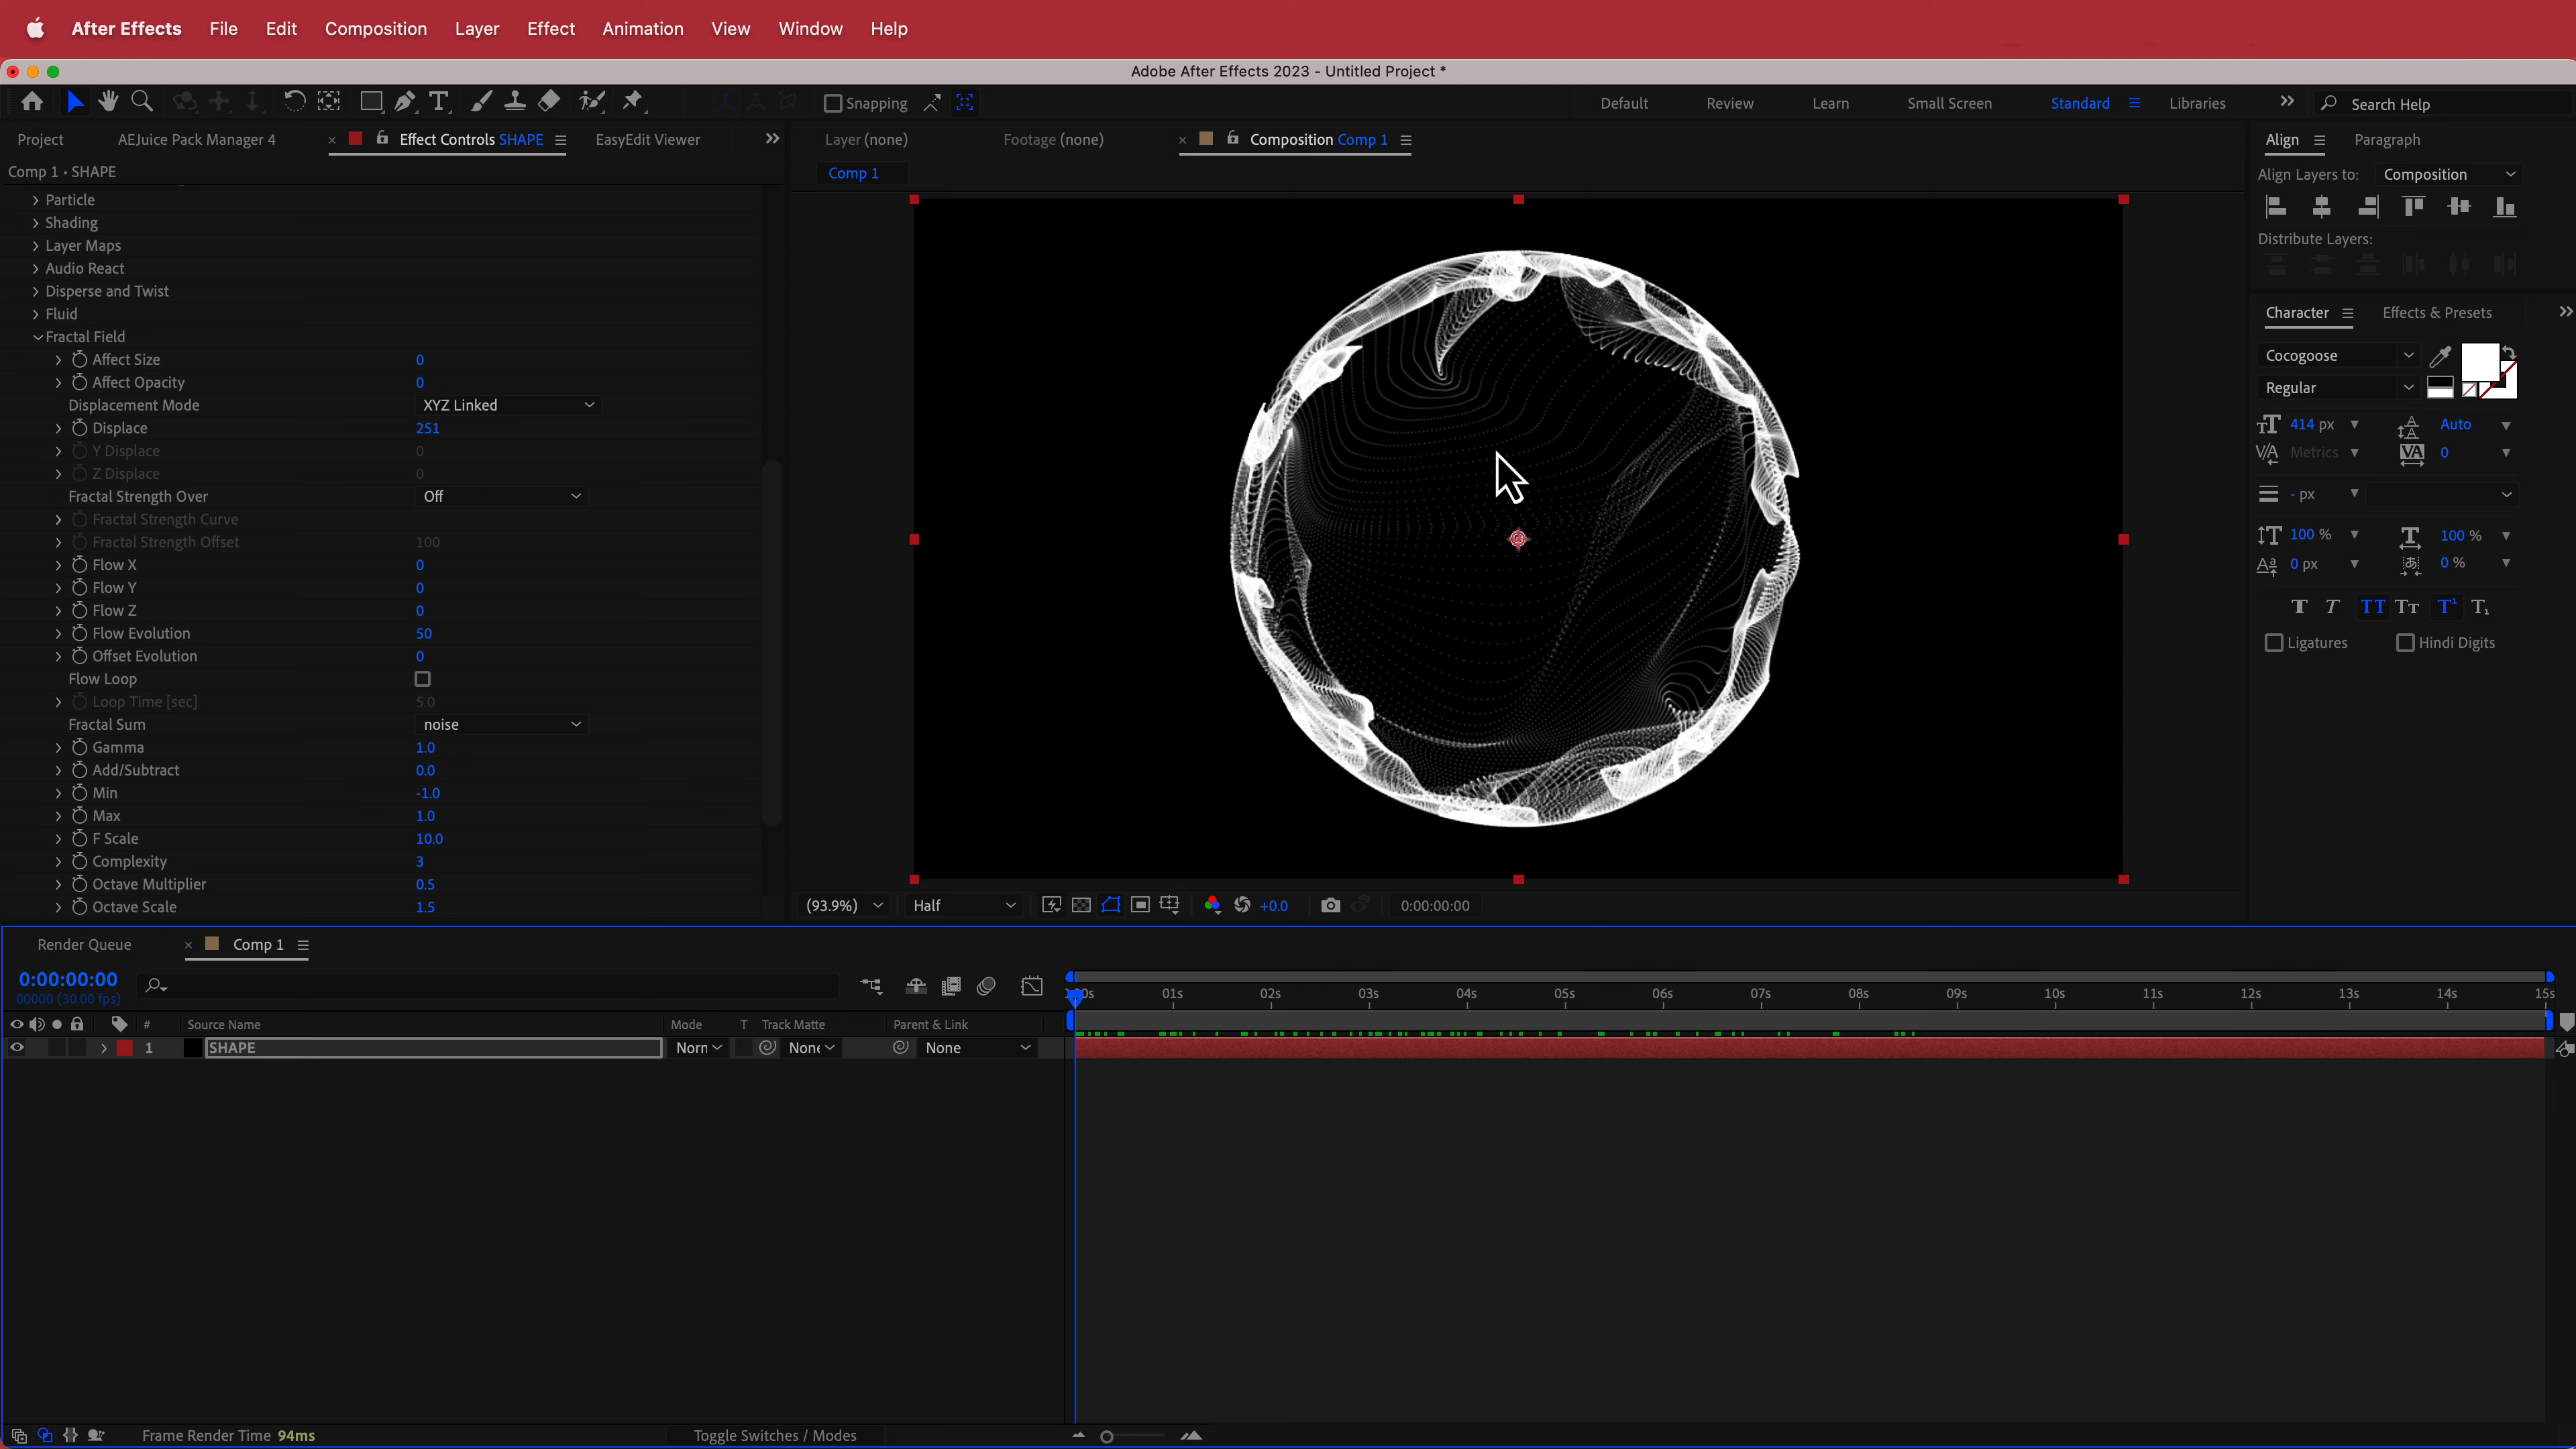 After Effects File Edit Composition Layer Effect Animation View Window Help
Adobe After Effects 2023 - Untitled Project *
Snapping Default Review Learn Small Screen Standard Libraries Search Help
Project AEJuice Pack Manager 4 Effect Controls SHAPE EasyEdit Viewer
Comp 1 • SHAPE
Particle
Shading
Layer Maps
Audio React
Disperse and Twist
Fluid
Fractal Field
Affect Size 0
Affect Opacity 0
Displacement Mode XYZ Linked
Displace 251
Y Displace 0
Z Displace 0
Fractal Strength Over Off
Fractal Strength Curve
Fractal Strength Offset 100
Flow X 0
Flow Y 0
Flow Z 0
Flow Evolution 50
Offset Evolution 0
Flow Loop
Loop Time [sec] 5.0
Fractal Sum noise
Gamma 1.0
Add/Subtract 0.0
Min -1.0
Max 1.0
F Scale 10.0
Complexity 3
Octave Multiplier 0.5
Octave Scale 1.5
Layer (none) Footage (none) Composition Comp 1
Comp 1
(93.9%) Half +0.0 0:00:00:00
Align Paragraph
Align Layers to: Composition
Distribute Layers:
Character Effects & Presets
Cocogoose
Regular
414 px Auto
Metrics 0
- px
100 % 100 %
0 px 0 %
Ligatures Hindi Digits
Render Queue Comp 1
0:00:00:00
00000 (30.00 fps)
:00s 01s 02s 03s 04s 05s 06s 07s 08s 09s 10s 11s 12s 13s 14s 15s
# Source Name Mode T Track Matte Parent & Link
1 SHAPE Norr None None
Frame Render Time 94ms Toggle Switches / Modes